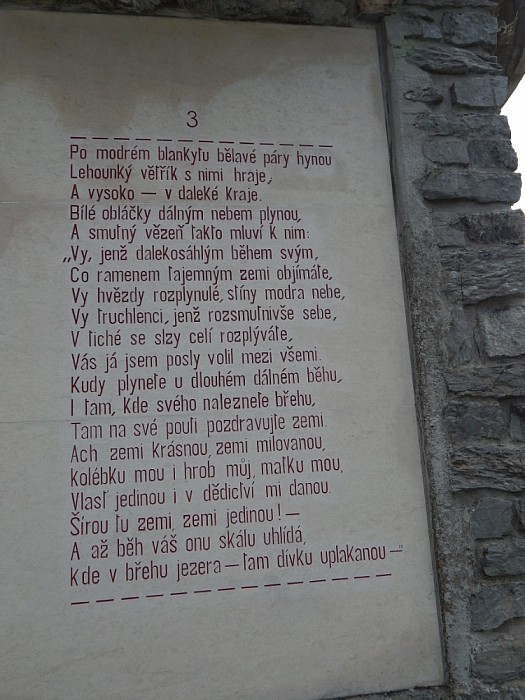 3
Po modrém blankytu bělavé páry hynou
Lehounký větřík s nimi hraje,
A vysoko — v daleké kraje.
Bílé obláčky dálným nebem plynou,
A smutný vězeň takto mluví k nim:
„Vy, jenž dalekosáhlým během svým,
Co ramenem tajemným zemi objímáte,
Vy hvězdy rozplynulé, stíny modra nebe,
Vy truchlenci, jenž rozsmutnivše sebe,
V tiché se slzy celí rozplýváte,
Vás já jsem posly volil mezi všemi.
Kudy plynete u dlouhém dálném běhu,
I tam, kde svého naleznete břehu,
Tam na své pouti pozdravujte zemi.
Ach zemi krásnou, zemi milovanou,
Kolébku mou i hrob můj, matku mou,
Vlasť jedinou i v dědictví mi danou.
Šírou tu zemi, zemi jedinou! —
A až běh váš onu skálu uhlídá,
Kde v břehu jezera — tam dívku uplakanou —"